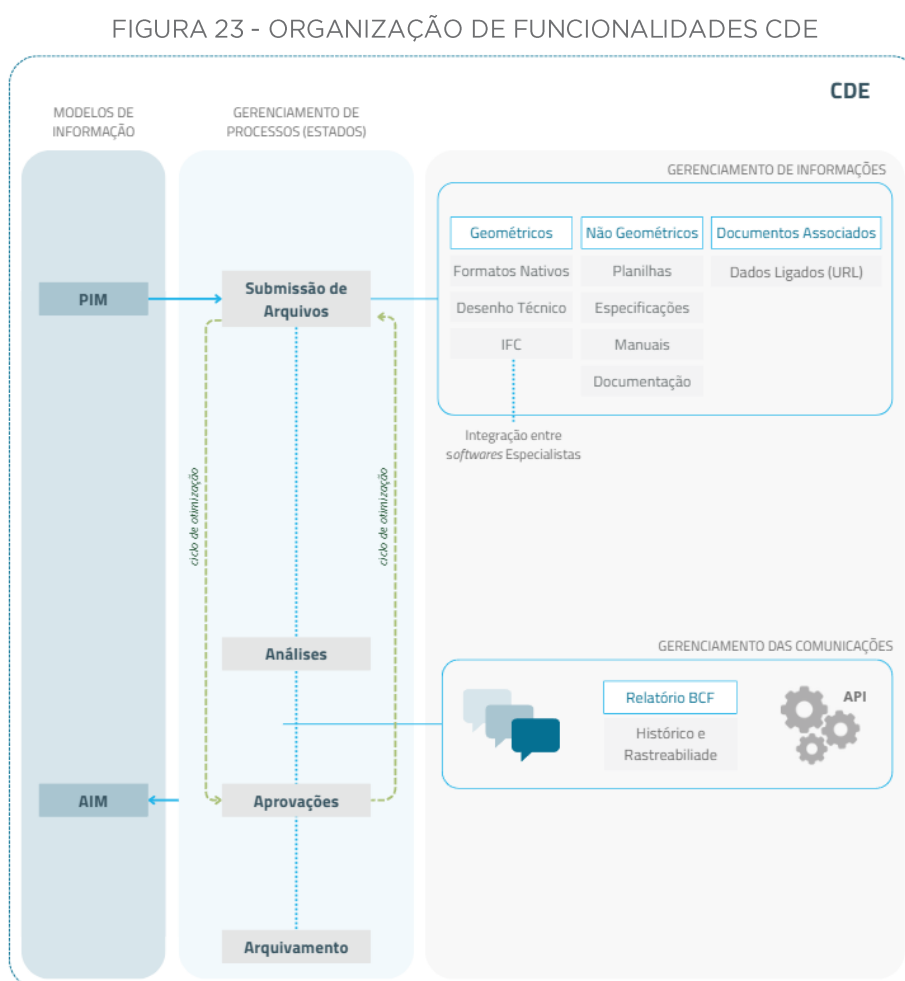 FIGURA 23 - ORGANIZAÇÃO DE FUNCIONALIDADES CDE
CDE
MODELOS DE
INFORMAÇÃO
GERENCIAMENTO DE
PROCESSOS (ESTADOS)
GERENCIAMENTO DE INFORMAÇÕES
Geométricos
Não Geométricos
Documentos Associados
Formatos Nativos
Planilhas
Dados Ligados (URL)
PIM
Submissão de
Arquivos
Desenho Técnico
Especificações
IFC
Manuais
Documentação
Integração entre
softwares Especialistas
ciclo de otimização
ciclo de otimização
Análises
GERENCIAMENTO DAS COMUNICAÇÕES
Relatório BCF
API
Histórico e
Rastreabiliade
AIM
Aprovações
Arquivamento